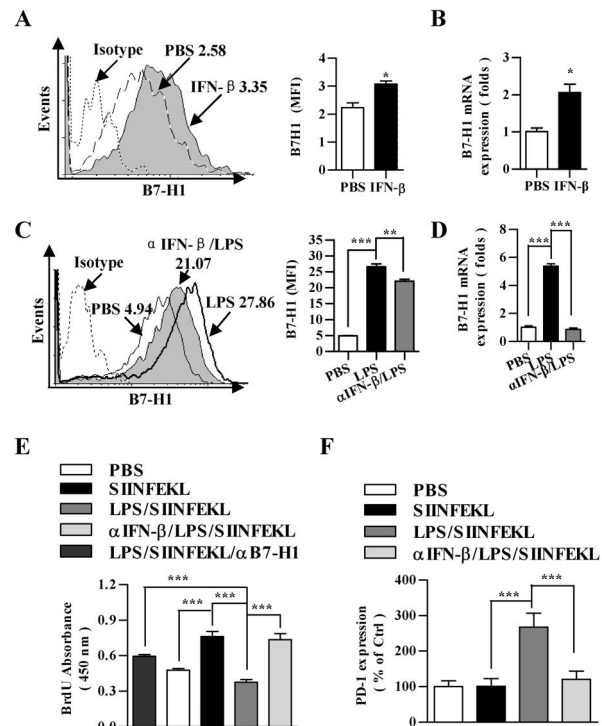 A
Isotype
PBS 2.58
IFN-β 3.35
Events
B7-H1
B7H1 (MFI)
4
3
2
1
0
*
PBS IFN-β
B
B7-H1 mRNA
expression ( folds)
3
2
1
0
*
PBS IFN-β
C
α IFN-β/LPS
21.07
Isotype
PBS 4.94
LPS 27.86
Events
B7-H1
B7-H1 (MFI)
35
30
25
20
15
10
5
0
***
**
PBS
LPS
αIFN-β/LPS
D
B7-H1 mRNA
expression ( folds)
8
6
4
2
0
***
***
PBS
LPS
αIFN-β/LPS
E
PBS
SIINFEKL
LPS/SIINFEKL
αIFN-β/LPS/SIINFEKL
LPS/SIINFEKL/αB7-H1
BrdU Absorbance
( 450 nm )
0.9
0.6
0.3
0.0
***
***
***
***
F
PBS
SIINFEKL
LPS/SIINFEKL
αIFN-β/LPS/SIINFEKL
PD-1 expression
( % of Ctrl )
400
300
200
100
0
***
***